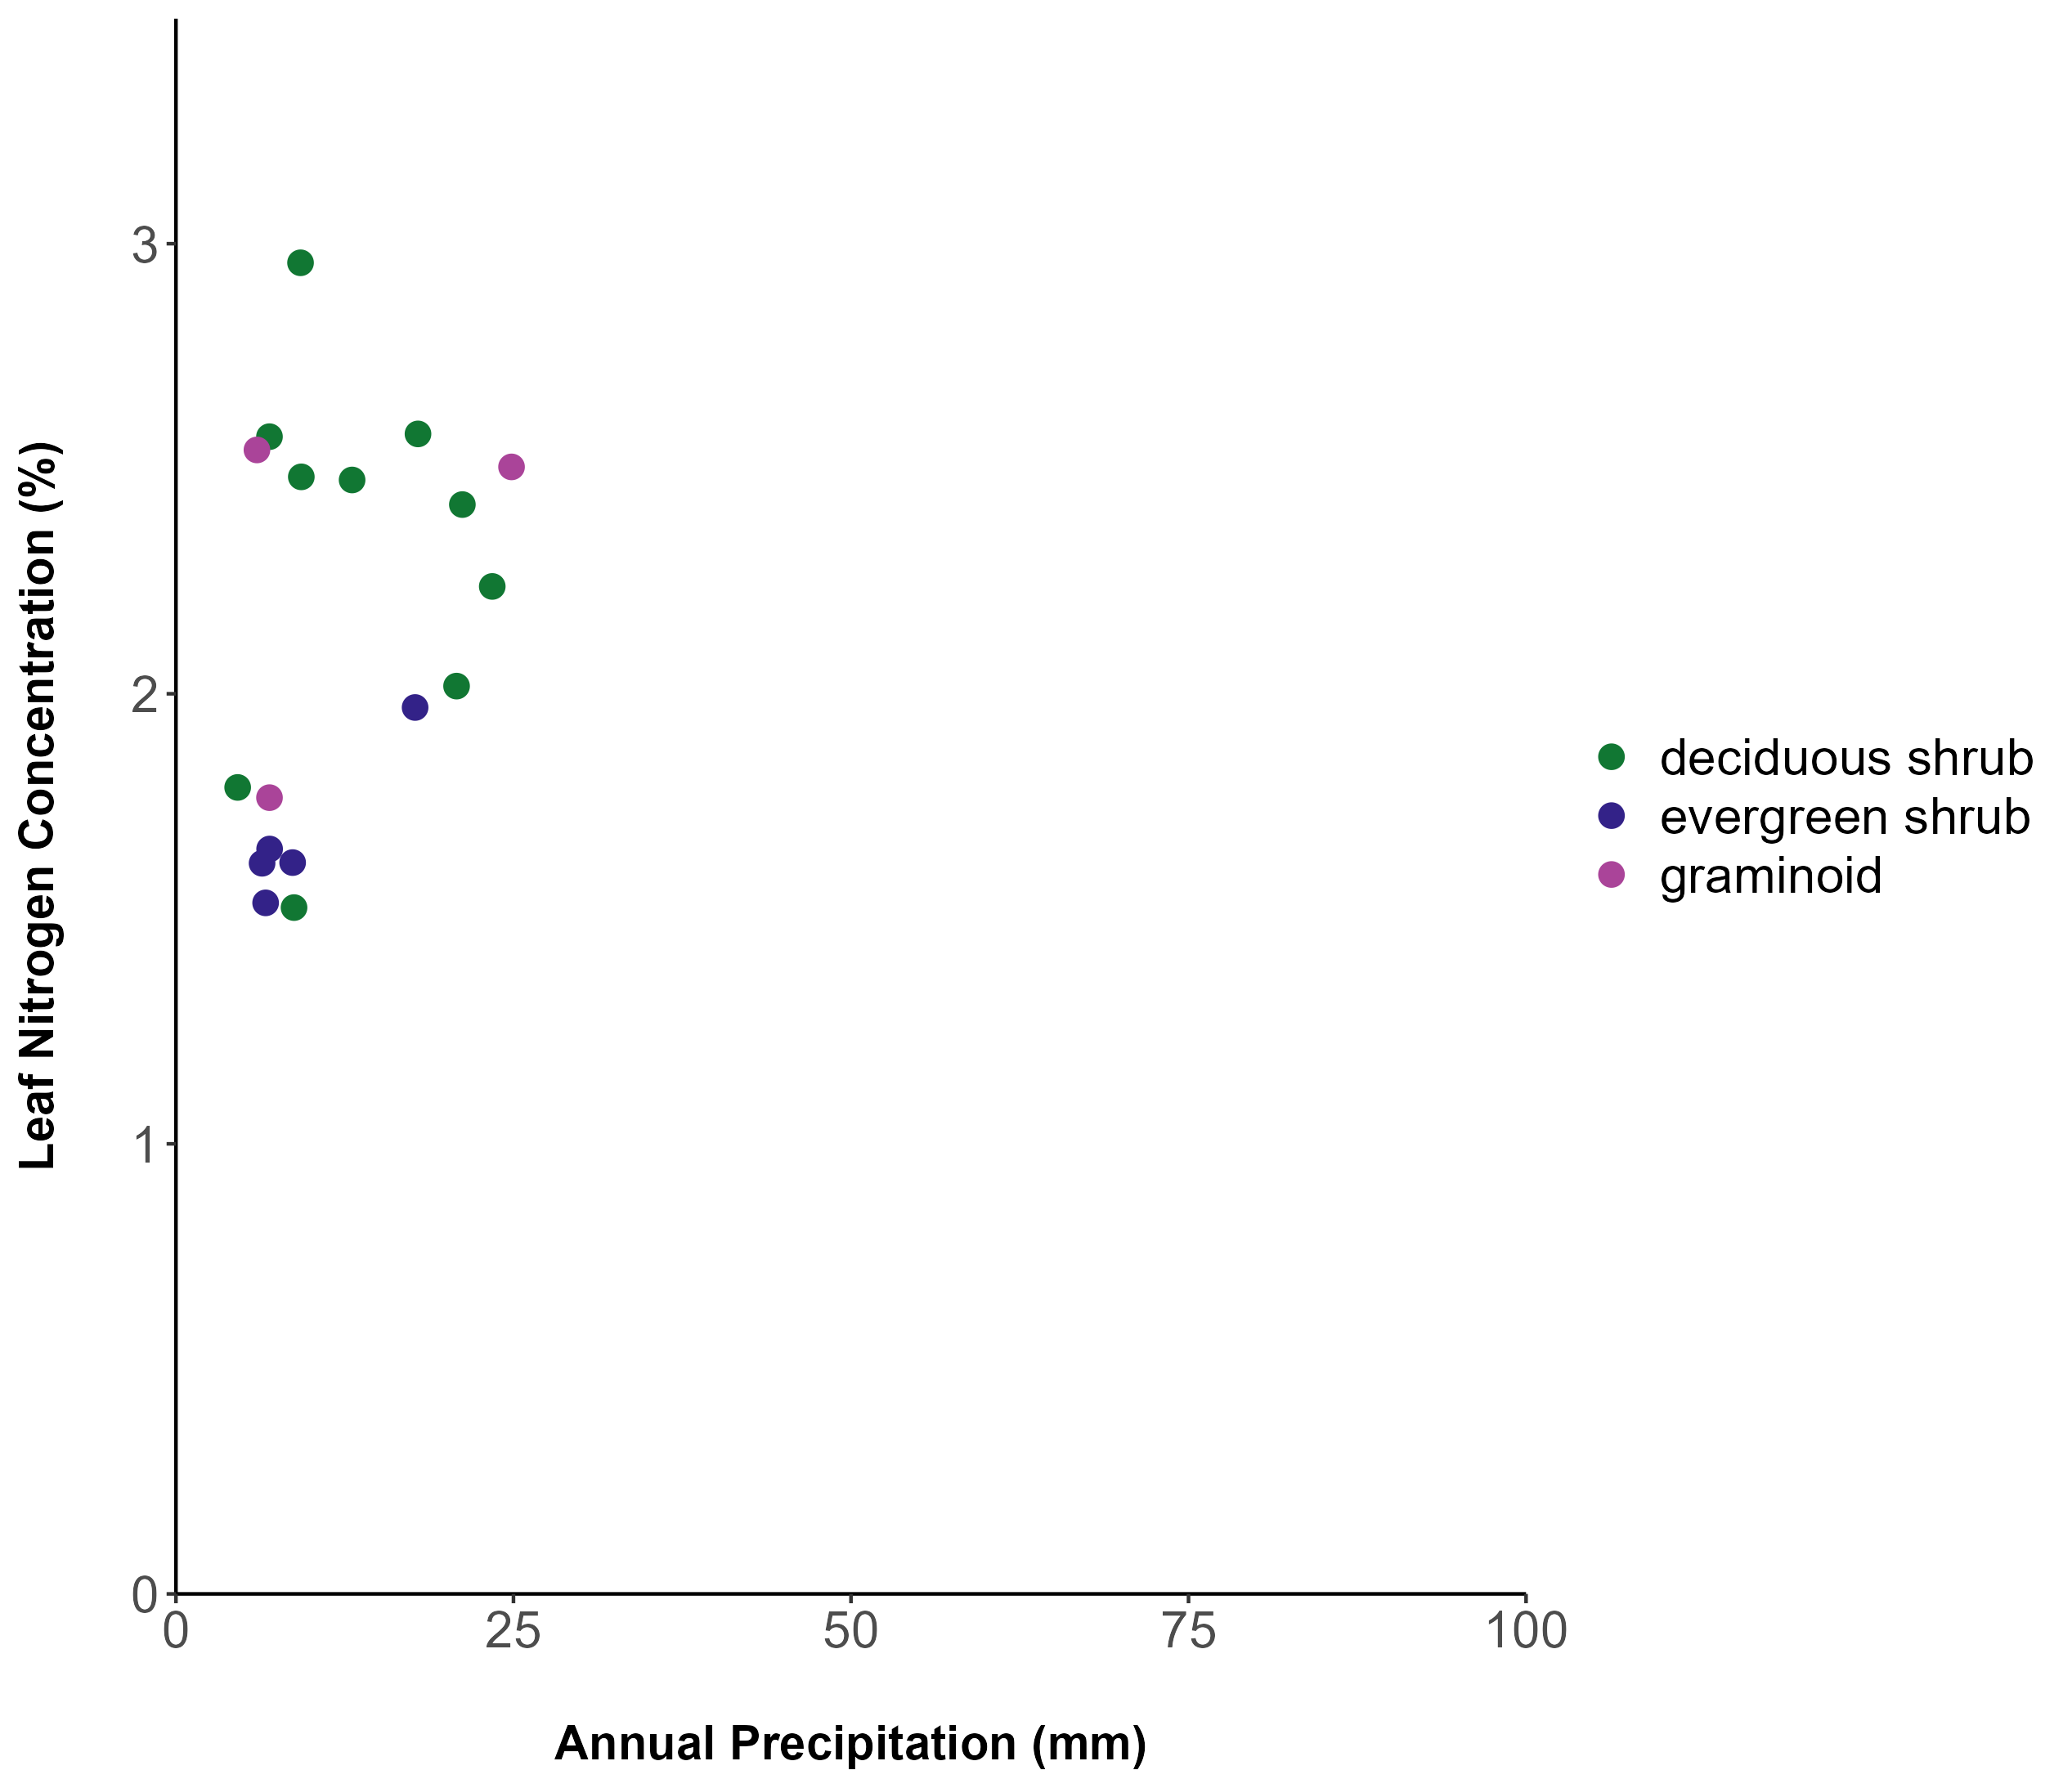 3
2
1
0
Leaf Nitrogen Concentration (%)
0 25 50 75 100
Annual Precipitation (mm)
deciduous shrub
evergreen shrub
graminoid